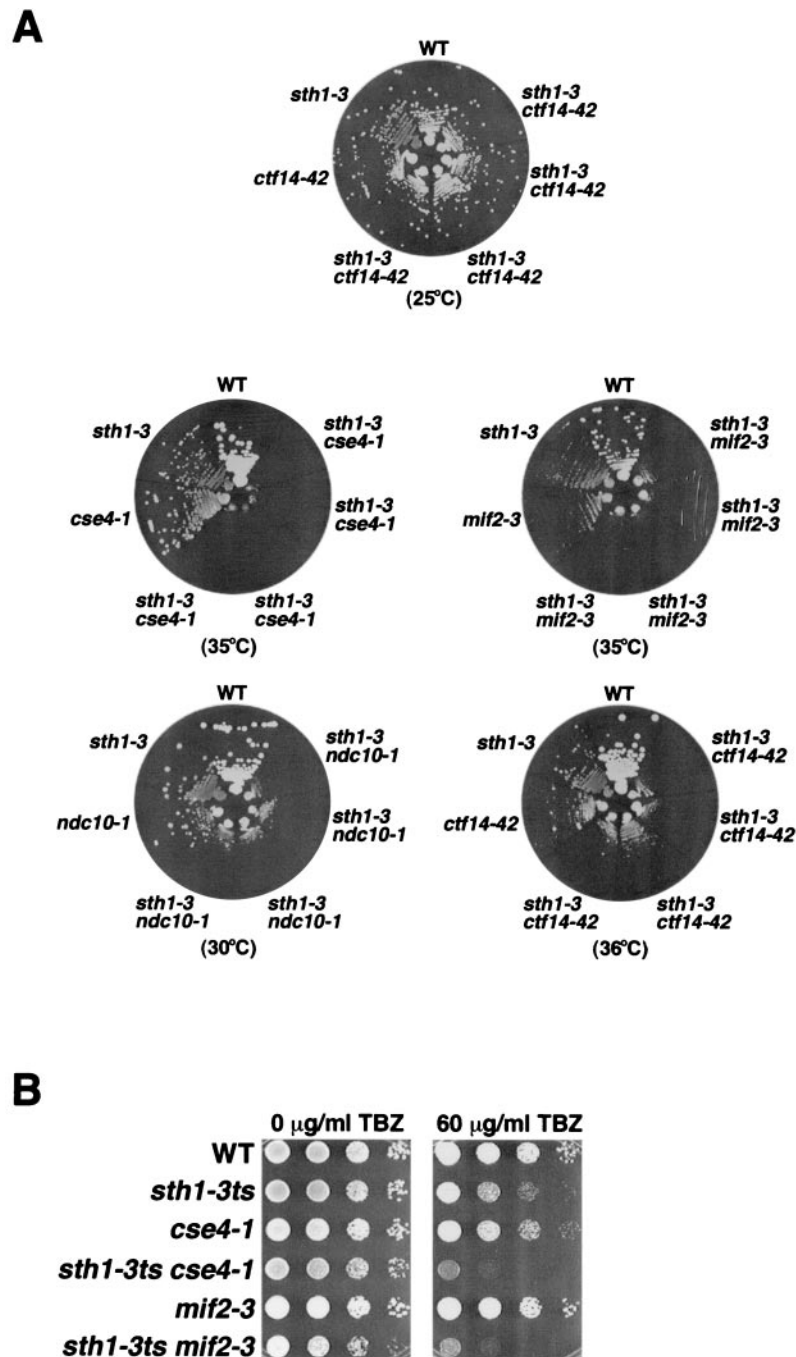 A
WT
sth1-3
sth1-3
ctf14-42
ctf14-42
sth1-3
ctf14-42
sth1-3
ctf14-42
sth1-3
ctf14-42
(25°C)
WT
sth1-3
sth1-3
cse4-1
cse4-1
sth1-3
cse4-1
sth1-3
cse4-1
sth1-3
cse4-1
(35°C)
WT
sth1-3
sth1-3
mif2-3
mif2-3
sth1-3
mif2-3
sth1-3
mif2-3
sth1-3
mif2-3
(35°C)
WT
sth1-3
sth1-3
ndc10-1
ndc10-1
sth1-3
ndc10-1
sth1-3
ndc10-1
sth1-3
ndc10-1
(30°C)
WT
sth1-3
sth1-3
ctf14-42
ctf14-42
sth1-3
ctf14-42
sth1-3
ctf14-42
sth1-3
ctf14-42
(36°C)
B
0 µg/ml TBZ
60 µg/ml TBZ
WT
sth1-3ts
cse4-1
sth1-3ts cse4-1
mif2-3
sth1-3ts mif2-3